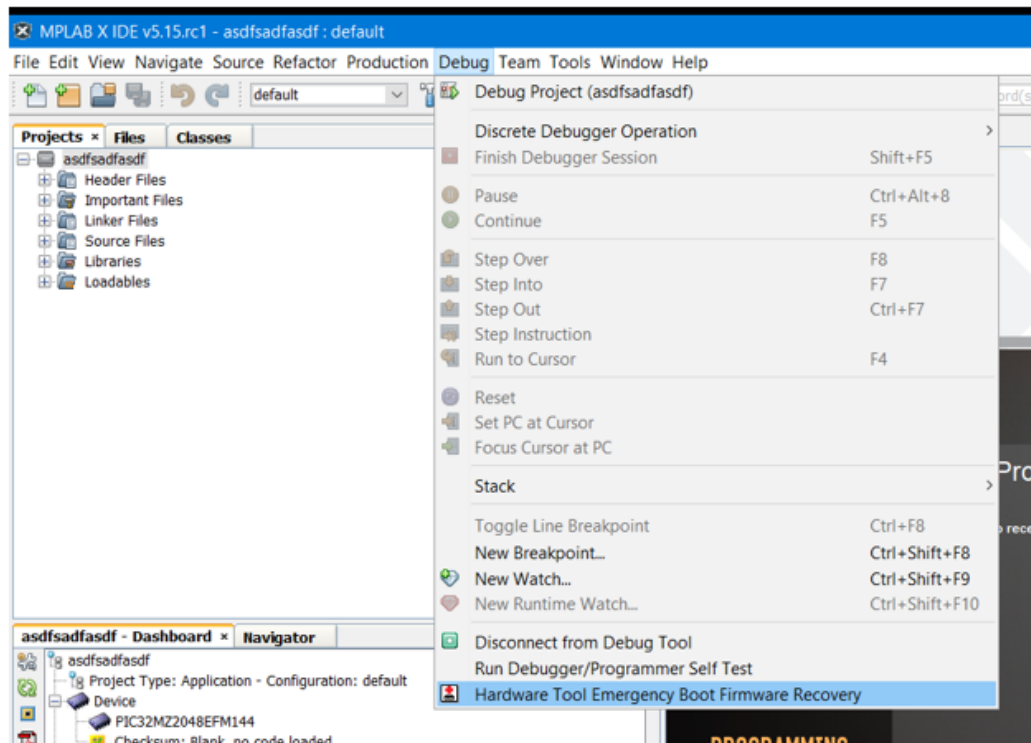 MPLAB X IDE v5.15.rc1 - asdfsadfasdf : default
File Edit View Navigate Source Refactor Production Debug Team Tools Window Help
default
Projects × Files Classes
asdfsadfasdf
Header Files
Important Files
Linker Files
Source Files
Libraries
Loadables
Debug Project (asdfsadfasdf)
Discrete Debugger Operation
Finish Debugger Session Shift+F5
Pause Ctrl+Alt+8
Continue F5
Step Over F8
Step Into F7
Step Out Ctrl+F7
Step Instruction
Run to Cursor F4
Reset
Set PC at Cursor
Focus Cursor at PC
Stack
Toggle Line Breakpoint Ctrl+F8
New Breakpoint... Ctrl+Shift+F8
New Watch... Ctrl+Shift+F9
New Runtime Watch... Ctrl+Shift+F10
Disconnect from Debug Tool
Run Debugger/Programmer Self Test
Hardware Tool Emergency Boot Firmware Recovery
asdfsadfasdf - Dashboard × Navigator
asdfsadfasdf
Project Type: Application - Configuration: default
Device
PIC32MZ2048EFM144
Checksum: Blank, no code loaded
PROGRAMMING